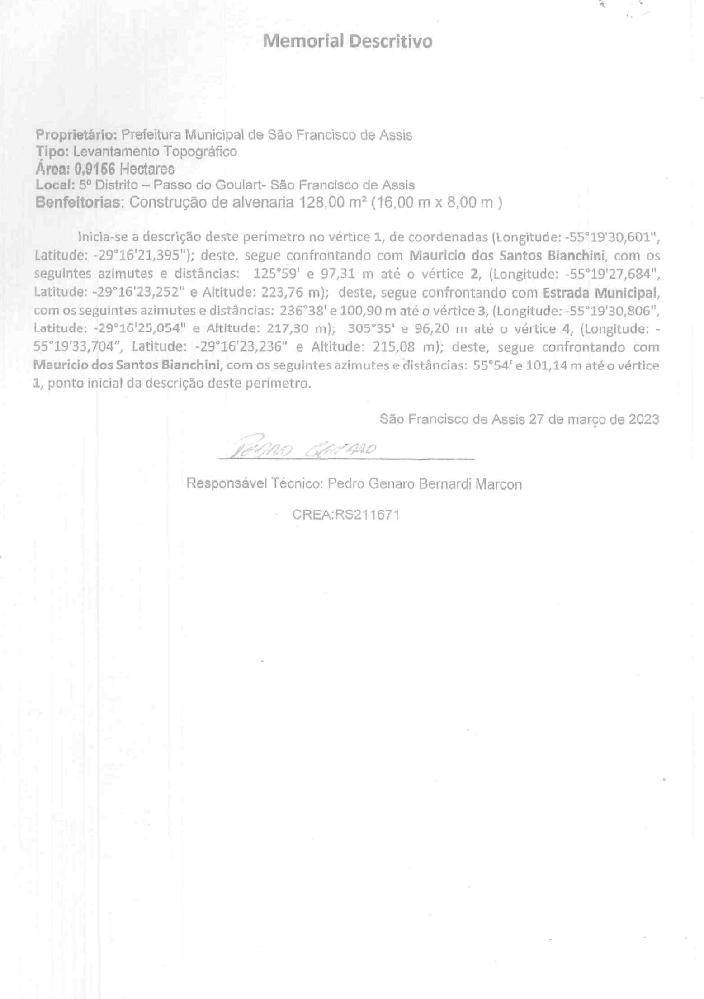 Memorial Descritivo
Proprietário: Prefeitura Municipal de São Francisco de Assis
Tipo: Levantamento Topográfico
Área: 0,9156 Hectares
Local: 5º Distrito – Passo do Goulart- São Francisco de Assis
Benfeitorias: Construção de alvenaria 128,00 m² (16,00 m x 8,00 m )
Inicia-se a descrição deste perímetro no vértice 1, de coordenadas (Longitude: -55°19'30,601",
Latitude: -29°16'21,395"); deste, segue confrontando com Mauricio dos Santos Bianchini, com os
seguintes azimutes e distâncias: 125°59' e 97,31 m até o vértice 2, (Longitude: -55°19'27,684",
Latitude: -29°16'23,252" e Altitude: 223,76 m); deste, segue confrontando com Estrada Municipal,
com os seguintes azimutes e distâncias: 236°38' e 100,90 m até o vértice 3, (Longitude: -55°19'30,806",
Latitude: -29°16'25,054" e Altitude: 217,30 m); 305°35' e 96,20 m até o vértice 4, (Longitude: -
55°19'33,704", Latitude: -29°16'23,236" e Altitude: 215,08 m); deste, segue confrontando com
Mauricio dos Santos Bianchini, com os seguintes azimutes e distâncias: 55°54' e 101,14 m até o vértice
1, ponto inicial da descrição deste perímetro.
São Francisco de Assis 27 de março de 2023
Pedro Genaro
Responsável Técnico: Pedro Genaro Bernardi Marcon
CREA:RS211671